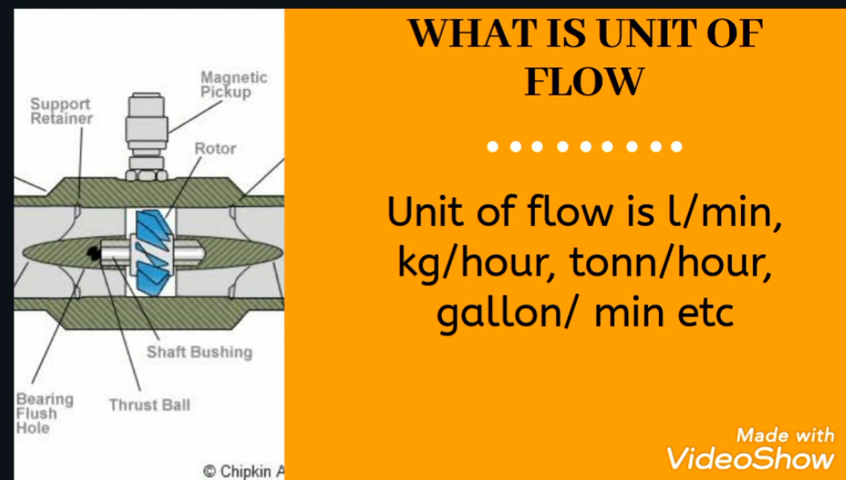 WHAT IS UNIT OF
FLOW
Unit of flow is l/min,
kg/hour, tonn/hour,
gallon/ min etc
Magnetic
Pickup
Support
Retainer
Rotor
Shaft Bushing
Thrust Ball
Bearing
Flush
Hole
© Chipkin A
Made with
VideoShow